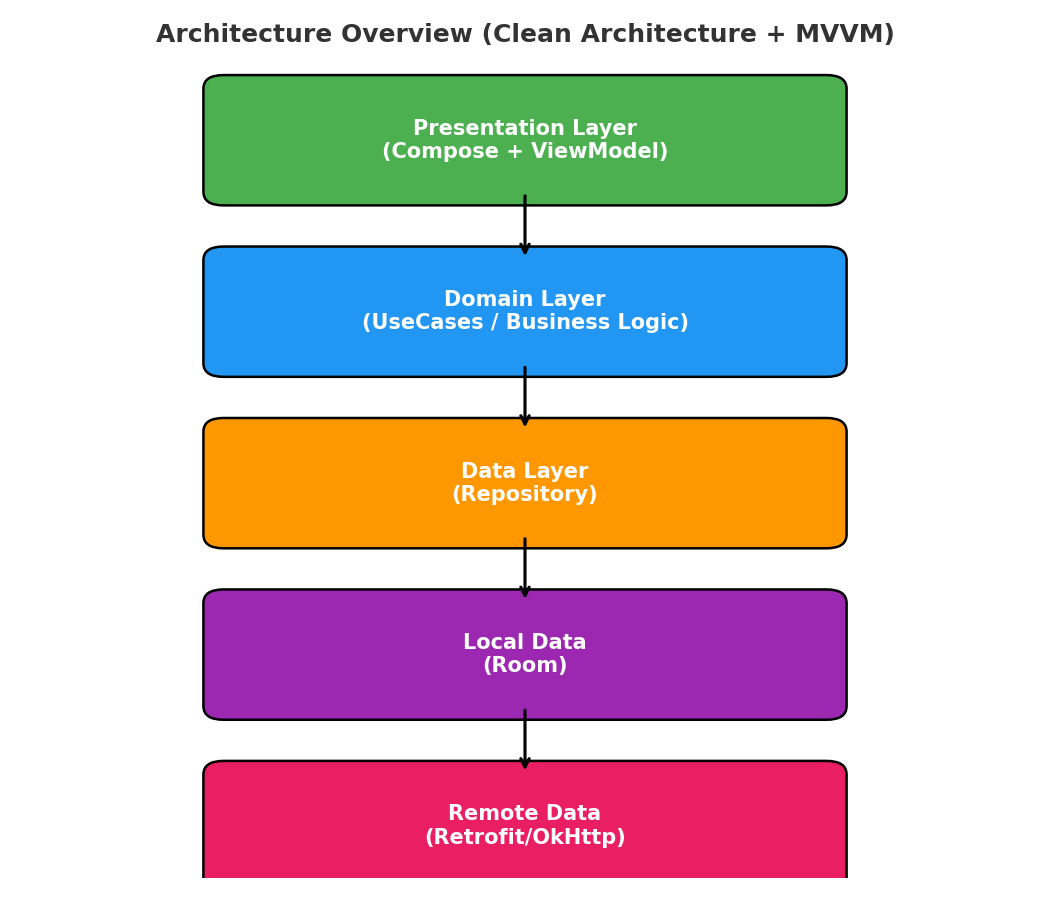 Architecture Overview (Clean Architecture + MVVM)
Presentation Layer
(Compose + ViewModel)
Domain Layer
(UseCases / Business Logic)
Data Layer
(Repository)
Local Data
(Room)
Remote Data
(Retrofit/OkHttp)